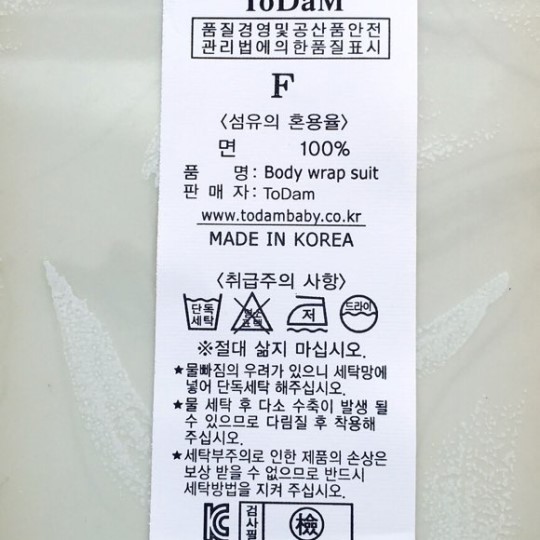 ToDaM
품질경영및공산품안전
관리법에의한품질표시
F
<섬유의 혼용율>
면 100%
품 명: Body wrap suit
판 매 자: ToDam
www.todambaby.co.kr
MADE IN KOREA
<취급주의 사항>
단독 세탁 염소 표백 저 드라이
※절대 삶지 마십시오.
★물빠짐의 우려가 있으니 세탁망에
넣어 단독세탁 해주십시오.
★물 세탁 후 다소 수축이 발생 될
수 있으므로 다림질 후 착용해
주십시오.
★세탁부주의로 인한 제품의 손상은
보상 받을 수 없으므로 반드시
세탁방법을 지켜 주십시오.
KC 검사필 檢